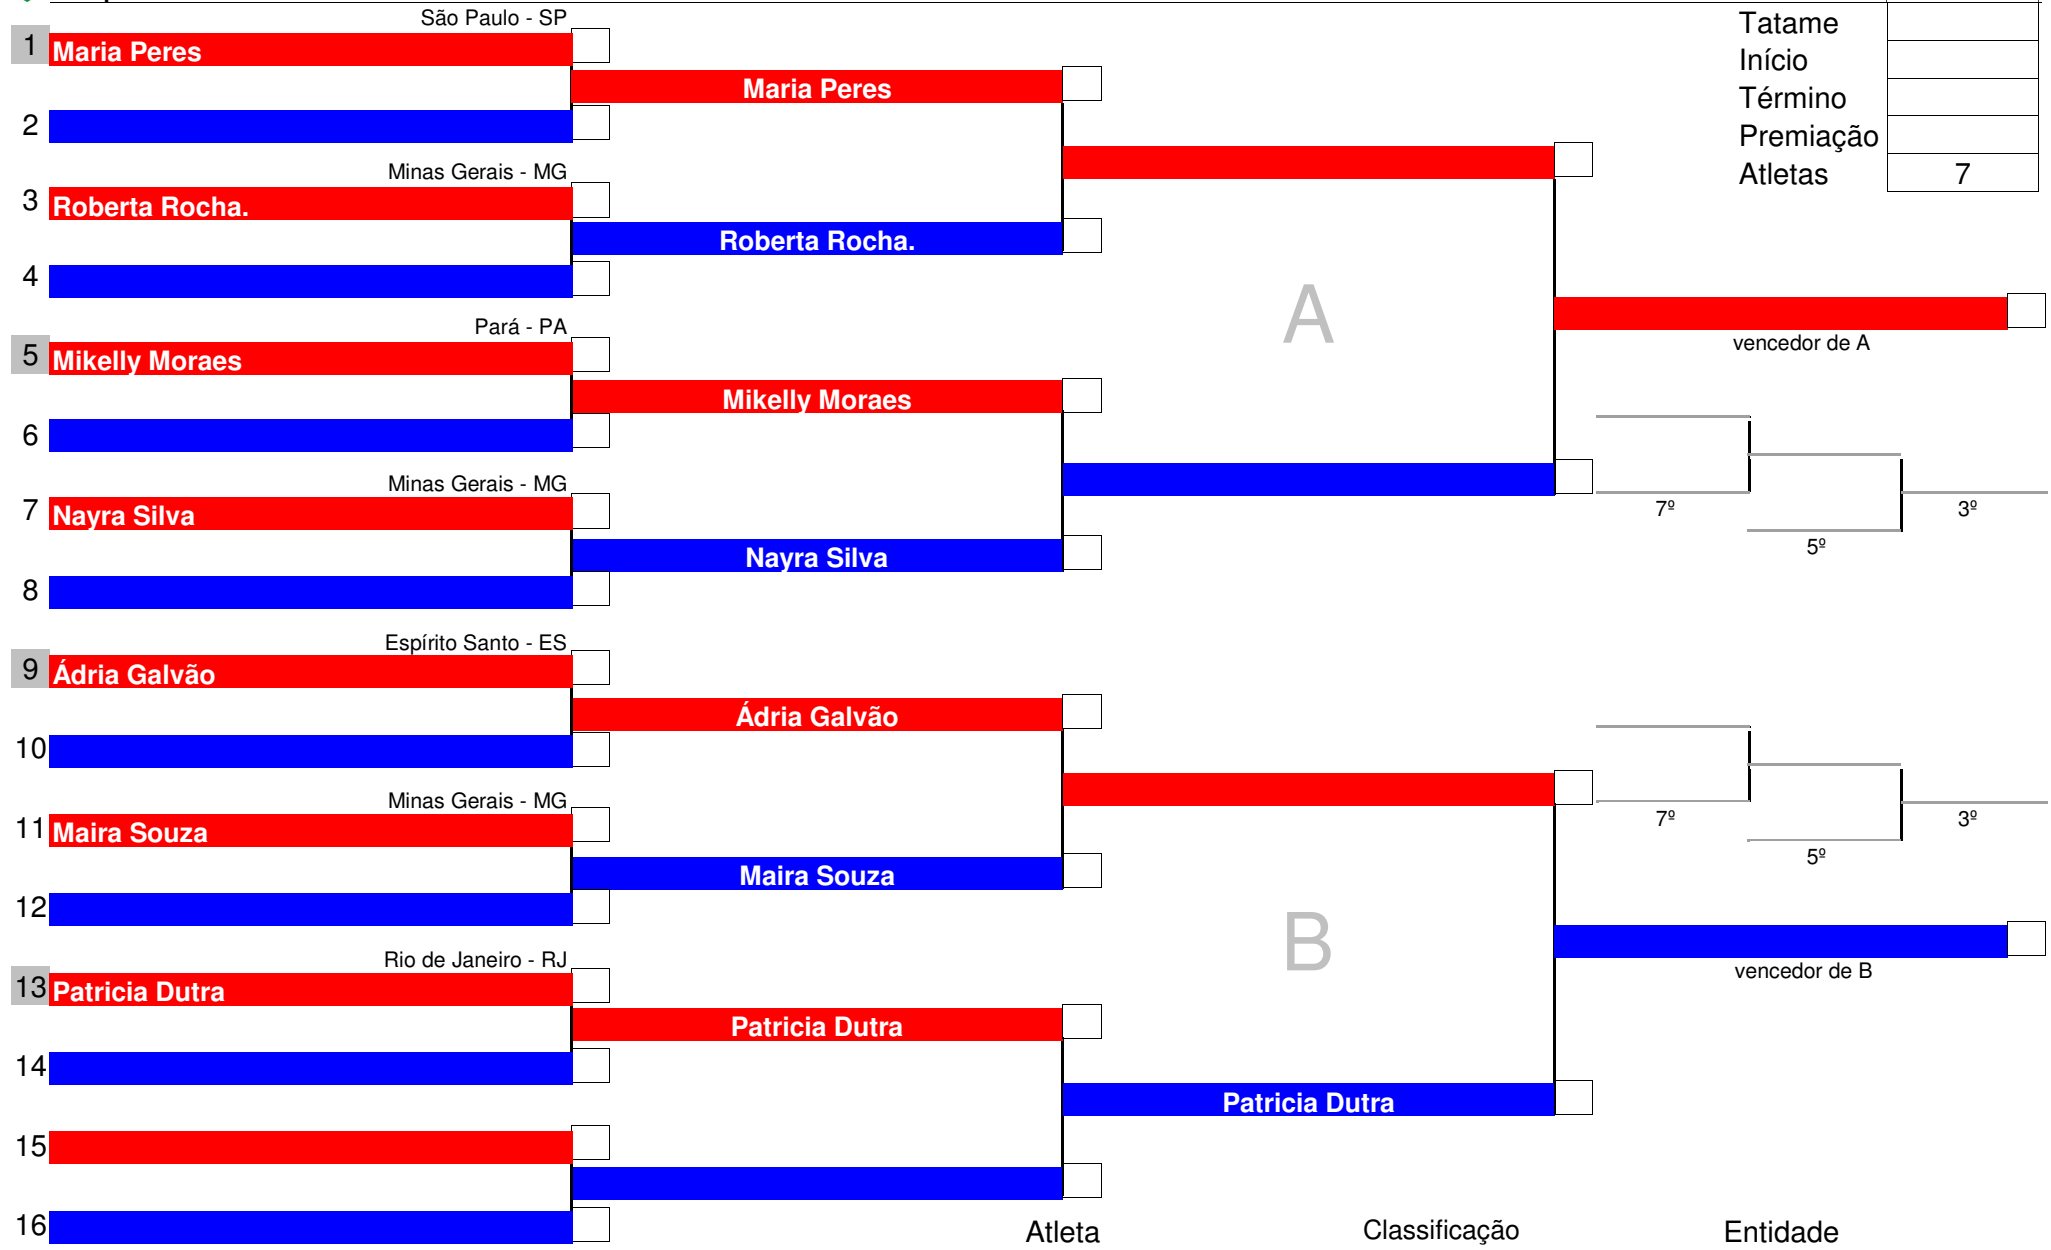 São Paulo - SP
Tatame
1 Maria Peres
Início
Maria Peres
Término
2
Premiação
Minas Gerais - MG
Atletas 7
3 Roberta Rocha.
Roberta Rocha.
4
A
Pará - PA
vencedor de A
5 Mikelly Moraes
Mikelly Moraes
6
Minas Gerais - MG
7 Nayra Silva
7º 3º
5º
Nayra Silva
8
Espírito Santo - ES
9 Ádria Galvão
Ádria Galvão
10
Minas Gerais - MG
7º 3º
11 Maira Souza
5º
Maira Souza
12
B
Rio de Janeiro - RJ
vencedor de B
13 Patricia Dutra
Patricia Dutra
14
Patricia Dutra
15
16
Atleta Classificação Entidade